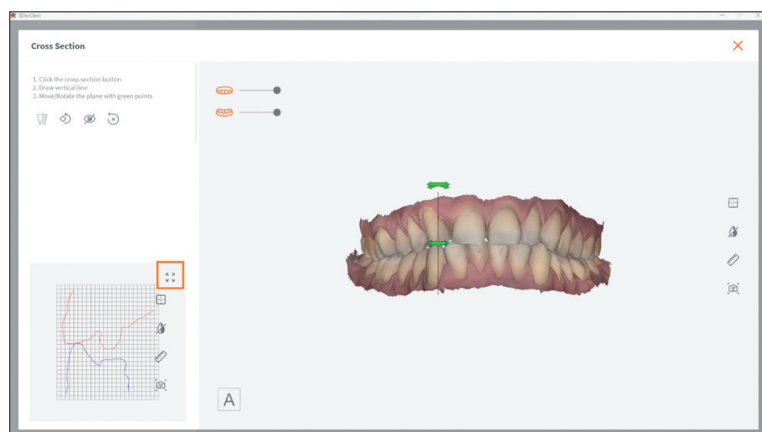 3DiscClinic
Cross Section
1. Click the cross section button
2. Draw vertical line
3. Move/Rotate the plane with green points
A